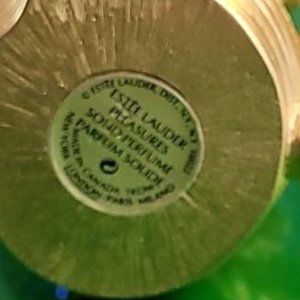 © ESTÉE LAUDER, DIST., N.Y., N.Y.
ESTÉE LAUDER
PLEASURES
SOLID PERFUME
PARFUM SOLIDE
MADE IN CANADA
NEW YORK · LONDON · PARIS · MILANO